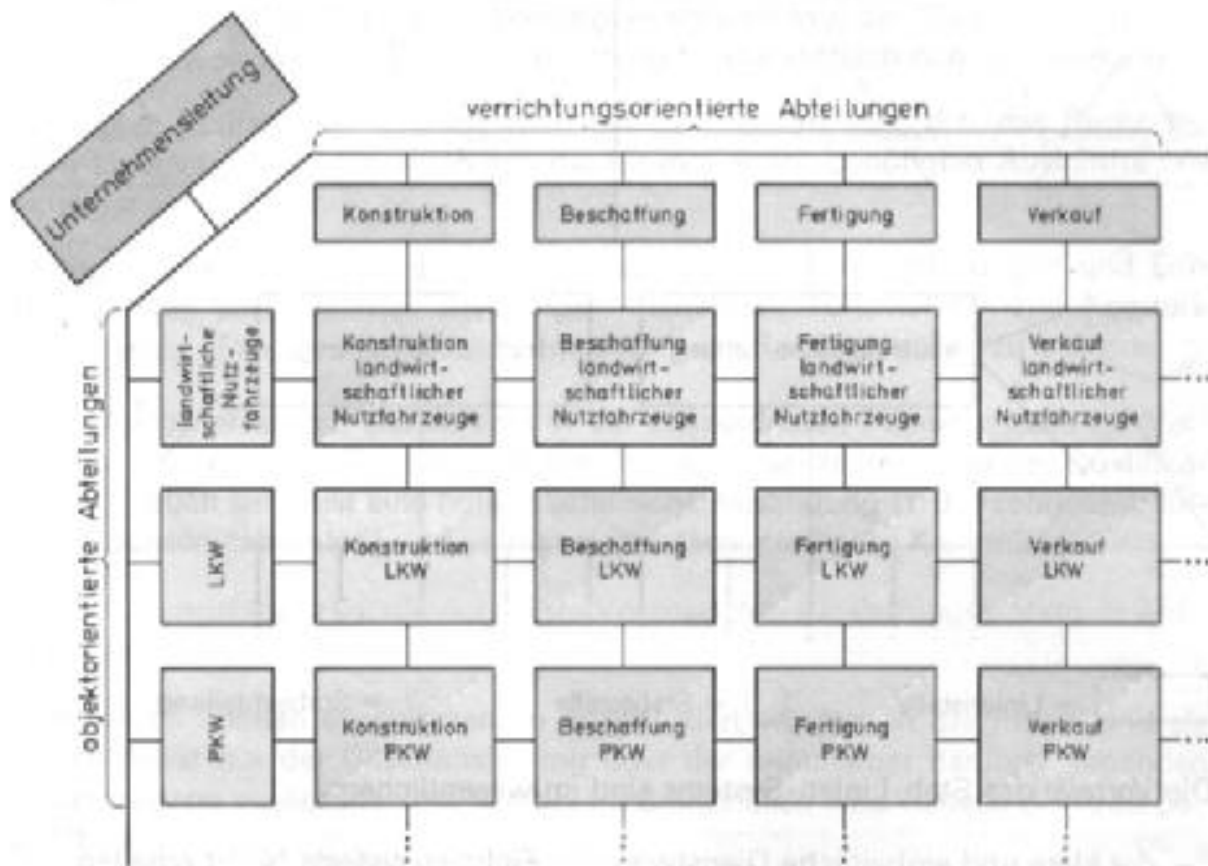 Unternehmensleitung
verrichtungsorientierte Abteilungen
Konstruktion
Beschaffung
Fertigung
Verkauf
objektorientierte Abteilungen
landwirt-
schaftliche
Nutz-
fahrzeuge
Konstruktion
landwirt-
schaftlicher
Nutzfahrzeuge
Beschaffung
landwirt-
schaftlicher
Nutzfahrzeuge
Fertigung
landwirt-
schaftlicher
Nutzfahrzeuge
Verkauf
landwirt-
schaftlicher
Nutzfahrzeuge
LKW
Konstruktion
LKW
Beschaffung
LKW
Fertigung
LKW
Verkauf
LKW
PKW
Konstruktion
PKW
Beschaffung
PKW
Fertigung
PKW
Verkauf
PKW